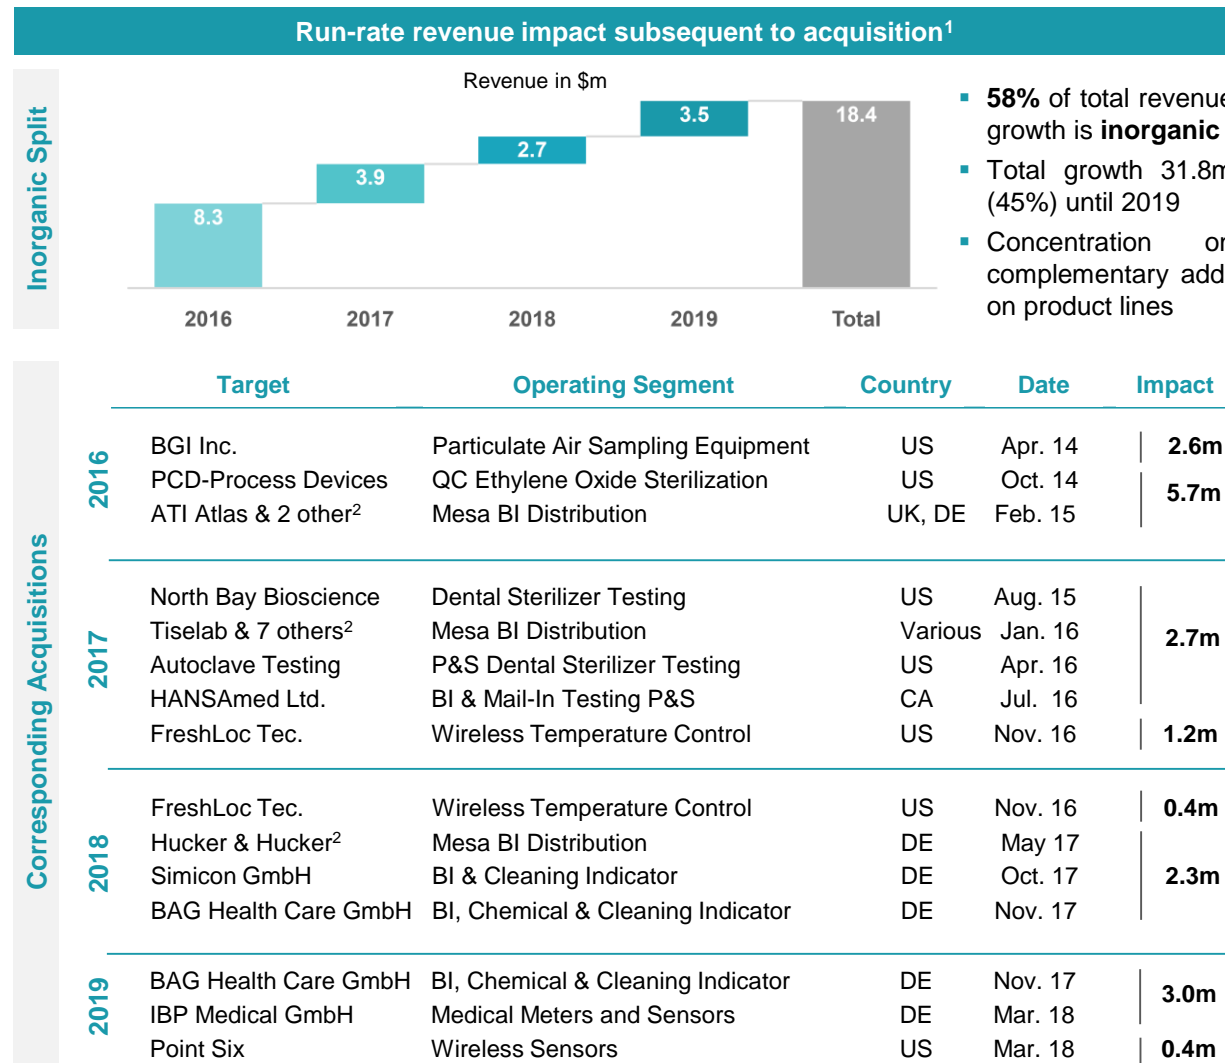 Run-rate revenue impact subsequent to acquisition1
Inorganic Split
Revenue in $m
8.3
3.9
2.7
3.5
18.4
2016 2017 2018 2019 Total
▪ 58% of total revenue
growth is inorganic
▪ Total growth 31.8m
(45%) until 2019
▪ Concentration
complementary add
on product lines
Corresponding Acquisitions
Target Operating Segment Country Date Impact
2016
BGI Inc. Particulate Air Sampling Equipment US Apr. 14 2.6m
PCD-Process Devices QC Ethylene Oxide Sterilization US Oct. 14 5.7m
ATI Atlas & 2 other2 Mesa BI Distribution UK, DE Feb. 15
2017
North Bay Bioscience Dental Sterilizer Testing US Aug. 15
Tiselab & 7 others2 Mesa BI Distribution Various Jan. 16 2.7m
Autoclave Testing P&S Dental Sterilizer Testing US Apr. 16
HANSAmed Ltd. BI & Mail-In Testing P&S CA Jul. 16
FreshLoc Tec. Wireless Temperature Control US Nov. 16 1.2m
2018
FreshLoc Tec. Wireless Temperature Control US Nov. 16 0.4m
Hucker & Hucker2 Mesa BI Distribution DE May 17
Simicon GmbH BI & Cleaning Indicator DE Oct. 17 2.3m
BAG Health Care GmbH BI, Chemical & Cleaning Indicator DE Nov. 17
2019
BAG Health Care GmbH BI, Chemical & Cleaning Indicator DE Nov. 17 3.0m
IBP Medical GmbH Medical Meters and Sensors DE Mar. 18
Point Six Wireless Sensors US Mar. 18 0.4m